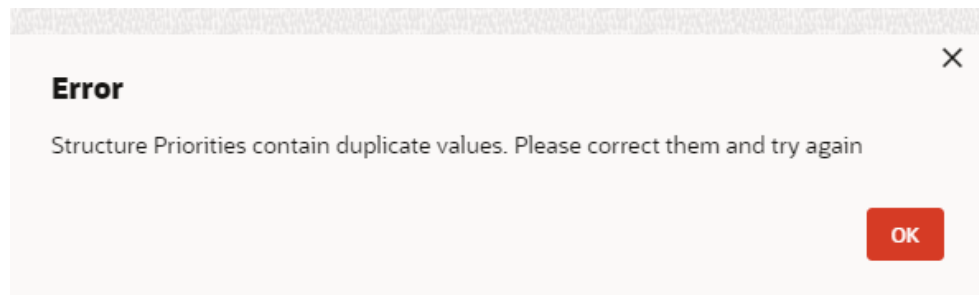 Error
Structure Priorities contain duplicate values. Please correct them and try again
OK